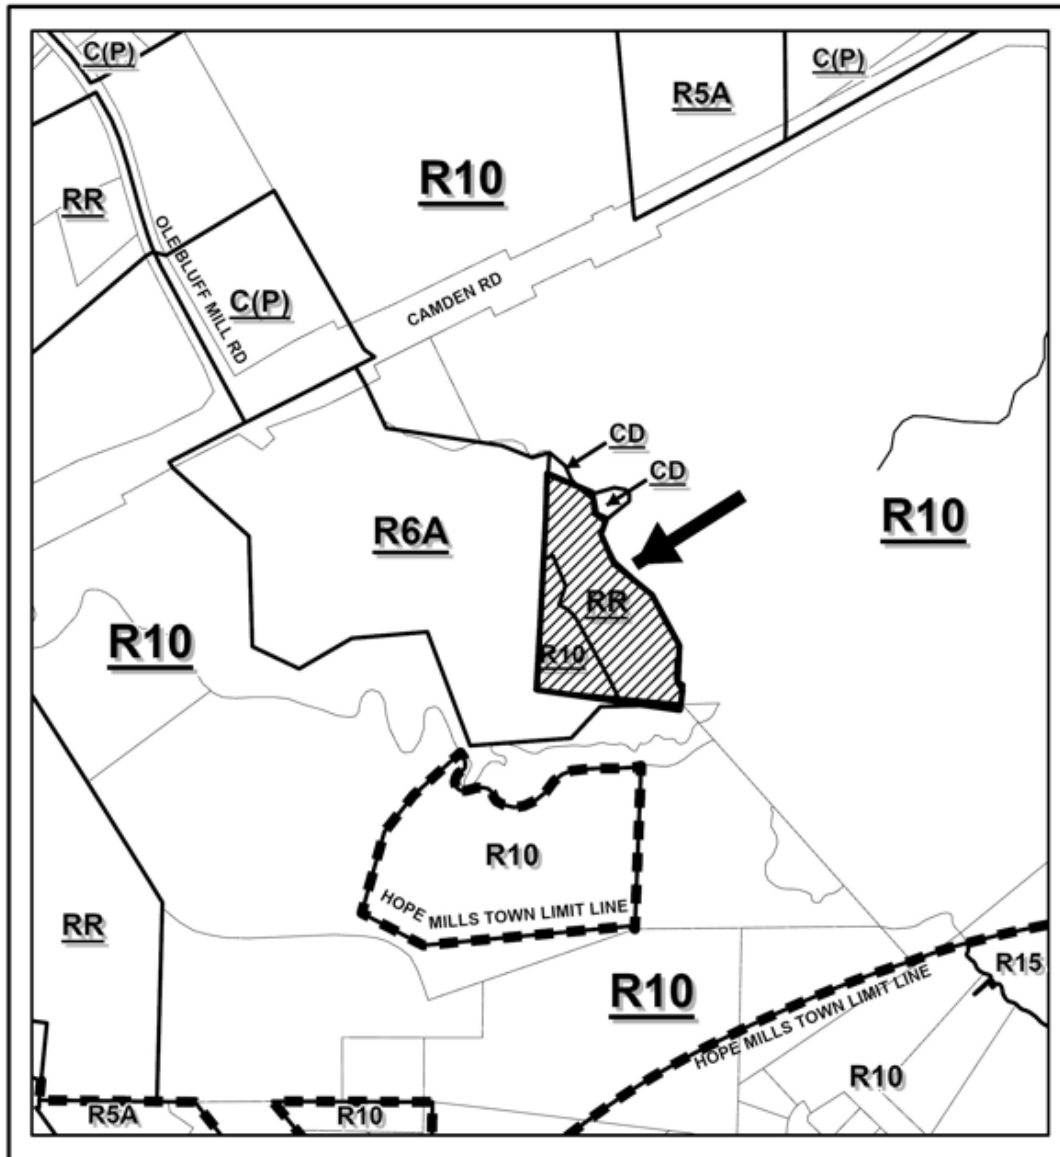 C(P)
C(P)
R5A
R10
RR
OLE BLUFF MILL RD
C(P)
CAMDEN RD
CD
CD
R10
R6A
RR
R10
R10
R10
HOPE MILLS TOWN LIMIT LINE
RR
R10
R15
HOPE MILLS TOWN LIMIT LINE
R10
R5A
R10